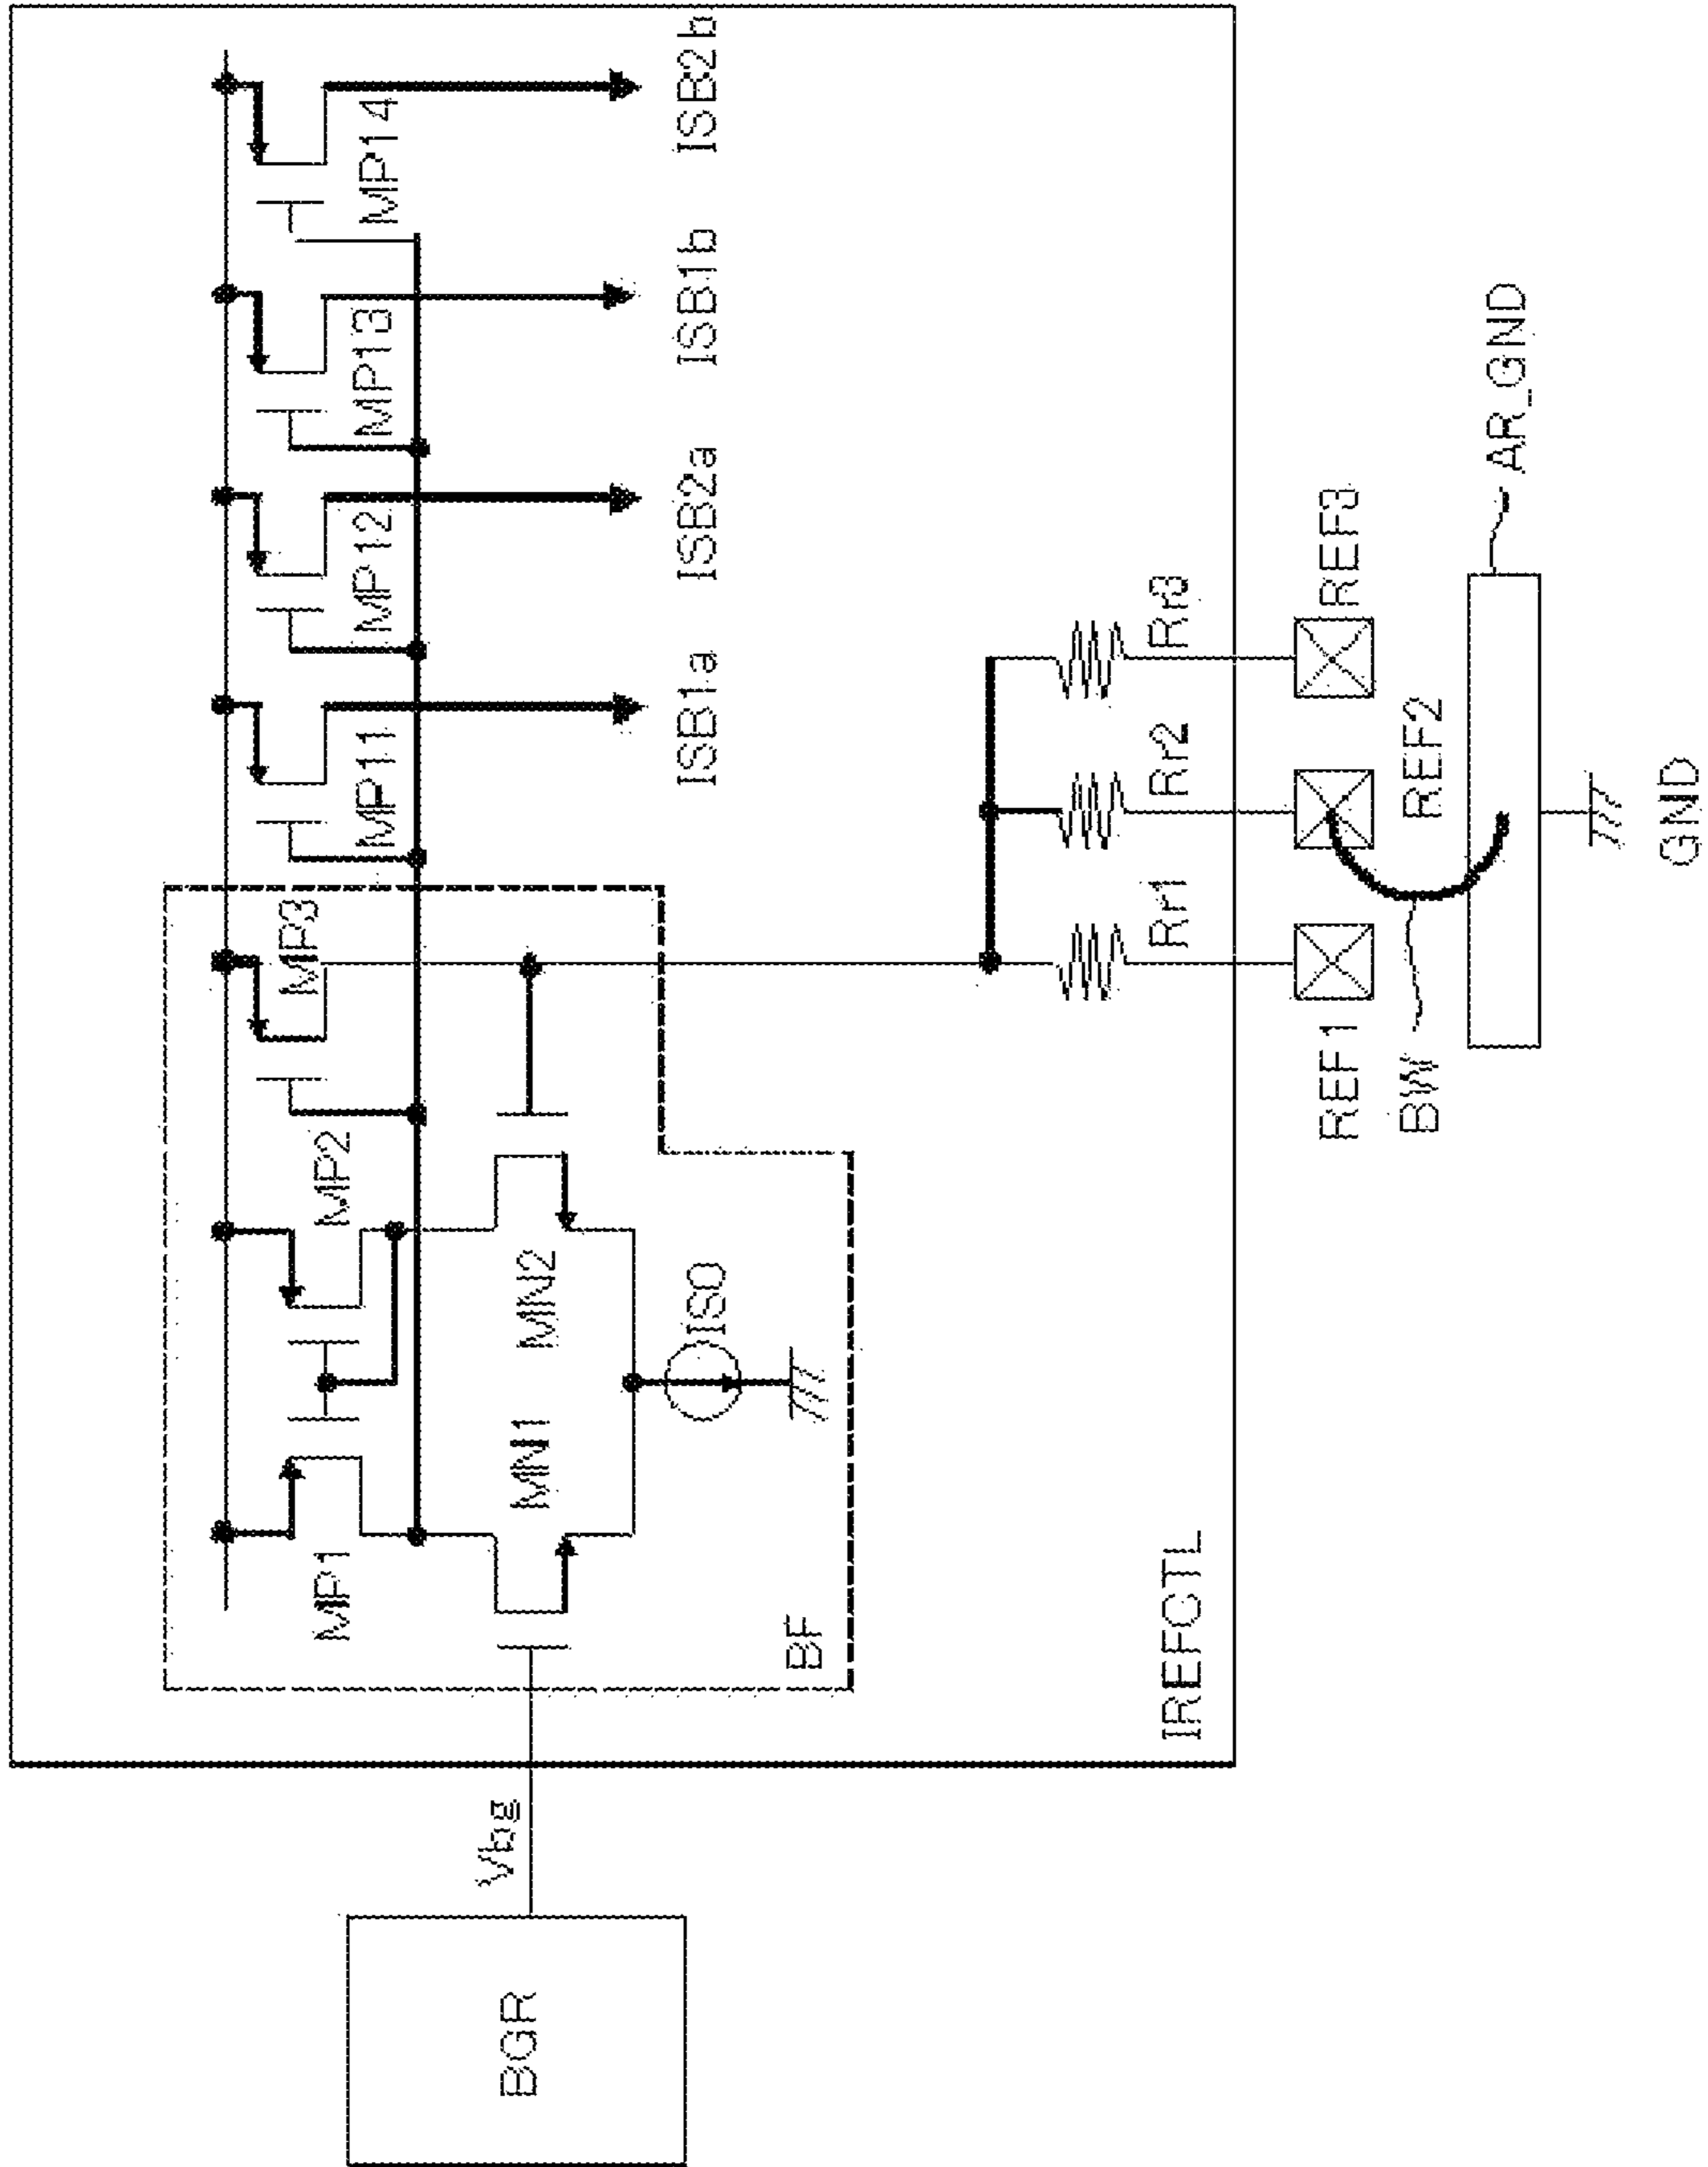 BGR
Vbg
IREFCTL
BF
MP1
MP2
MP3
MN1
MN2
ISO
MP11
MP12
MP13
MP14
ISB1a
ISB2a
ISB1b
ISB2b
Rr1
Rr2
Rr3
REF1
REF2
REF3
BW
AR_GND
GND